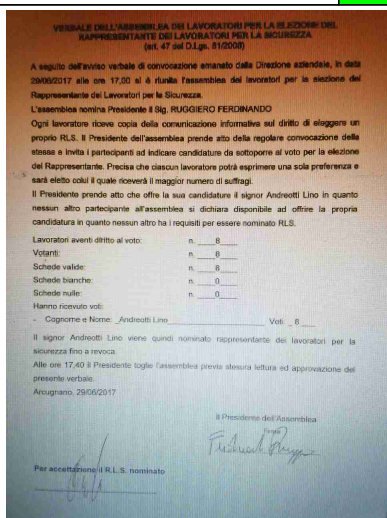 VERBALE DELL'ASSEMBLEA DEI LAVORATORI PER LA ELEZIONE DEL
RAPPRESENTANTE DEI LAVORATORI PER LA SICUREZZA
(art. 47 del D.Lgs. 81/2008)
A seguito dell'avviso verbale di convocazione emanato dalla Direzione aziendale, in data
29/06/2017 alle ore 17,00 si è riunita l'assemblea dei lavoratori per la elezione del
Rappresentante dei Lavoratori per la Sicurezza.
L'assemblea nomina Presidente il Sig. RUGGIERO FERDINANDO
Ogni lavoratore riceve copia della comunicazione informativa sul diritto di eleggere un
proprio RLS. Il Presidente dell'assemblea prende atto della regolare convocazione della
stessa e invita i partecipanti ad indicare candidature da sottoporre al voto per la elezione
del Rappresentante. Precisa che ciascun lavoratore potrà esprimere una sola preferenza e
sarà eletto colui il quale riceverà il maggior numero di suffragi.
Il Presidente prende atto che offre la sua candidature il signor Andreotti Lino in quanto
nessun altro partecipante all'assemblea si dichiara disponibile ad offrire la propria
candidatura in quanto nessun altro ha i requisiti per essere nominato RLS.
Lavoratori aventi diritto al voto: n. ____8____
Votanti: n. ____8____
Schede valide: n. ____8____
Schede bianche: n. ____0____
Schede nulle: n. ____0____
Hanno ricevuto voti:
- Cognome e Nome: _Andreotti Lino____________________ Voti _8___
Il signor Andreotti Lino viene quindi nominato rappresentante dei lavoratori per la
sicurezza fino a revoca.
Alle ore 17,40 il Presidente toglie l'assemblea previa stesura lettura ed approvazione del
presente verbale.
Arcugnano, 29/06/2017
Il Presidente dell'Assemblea
Per accettazione il R.L.S. nominato